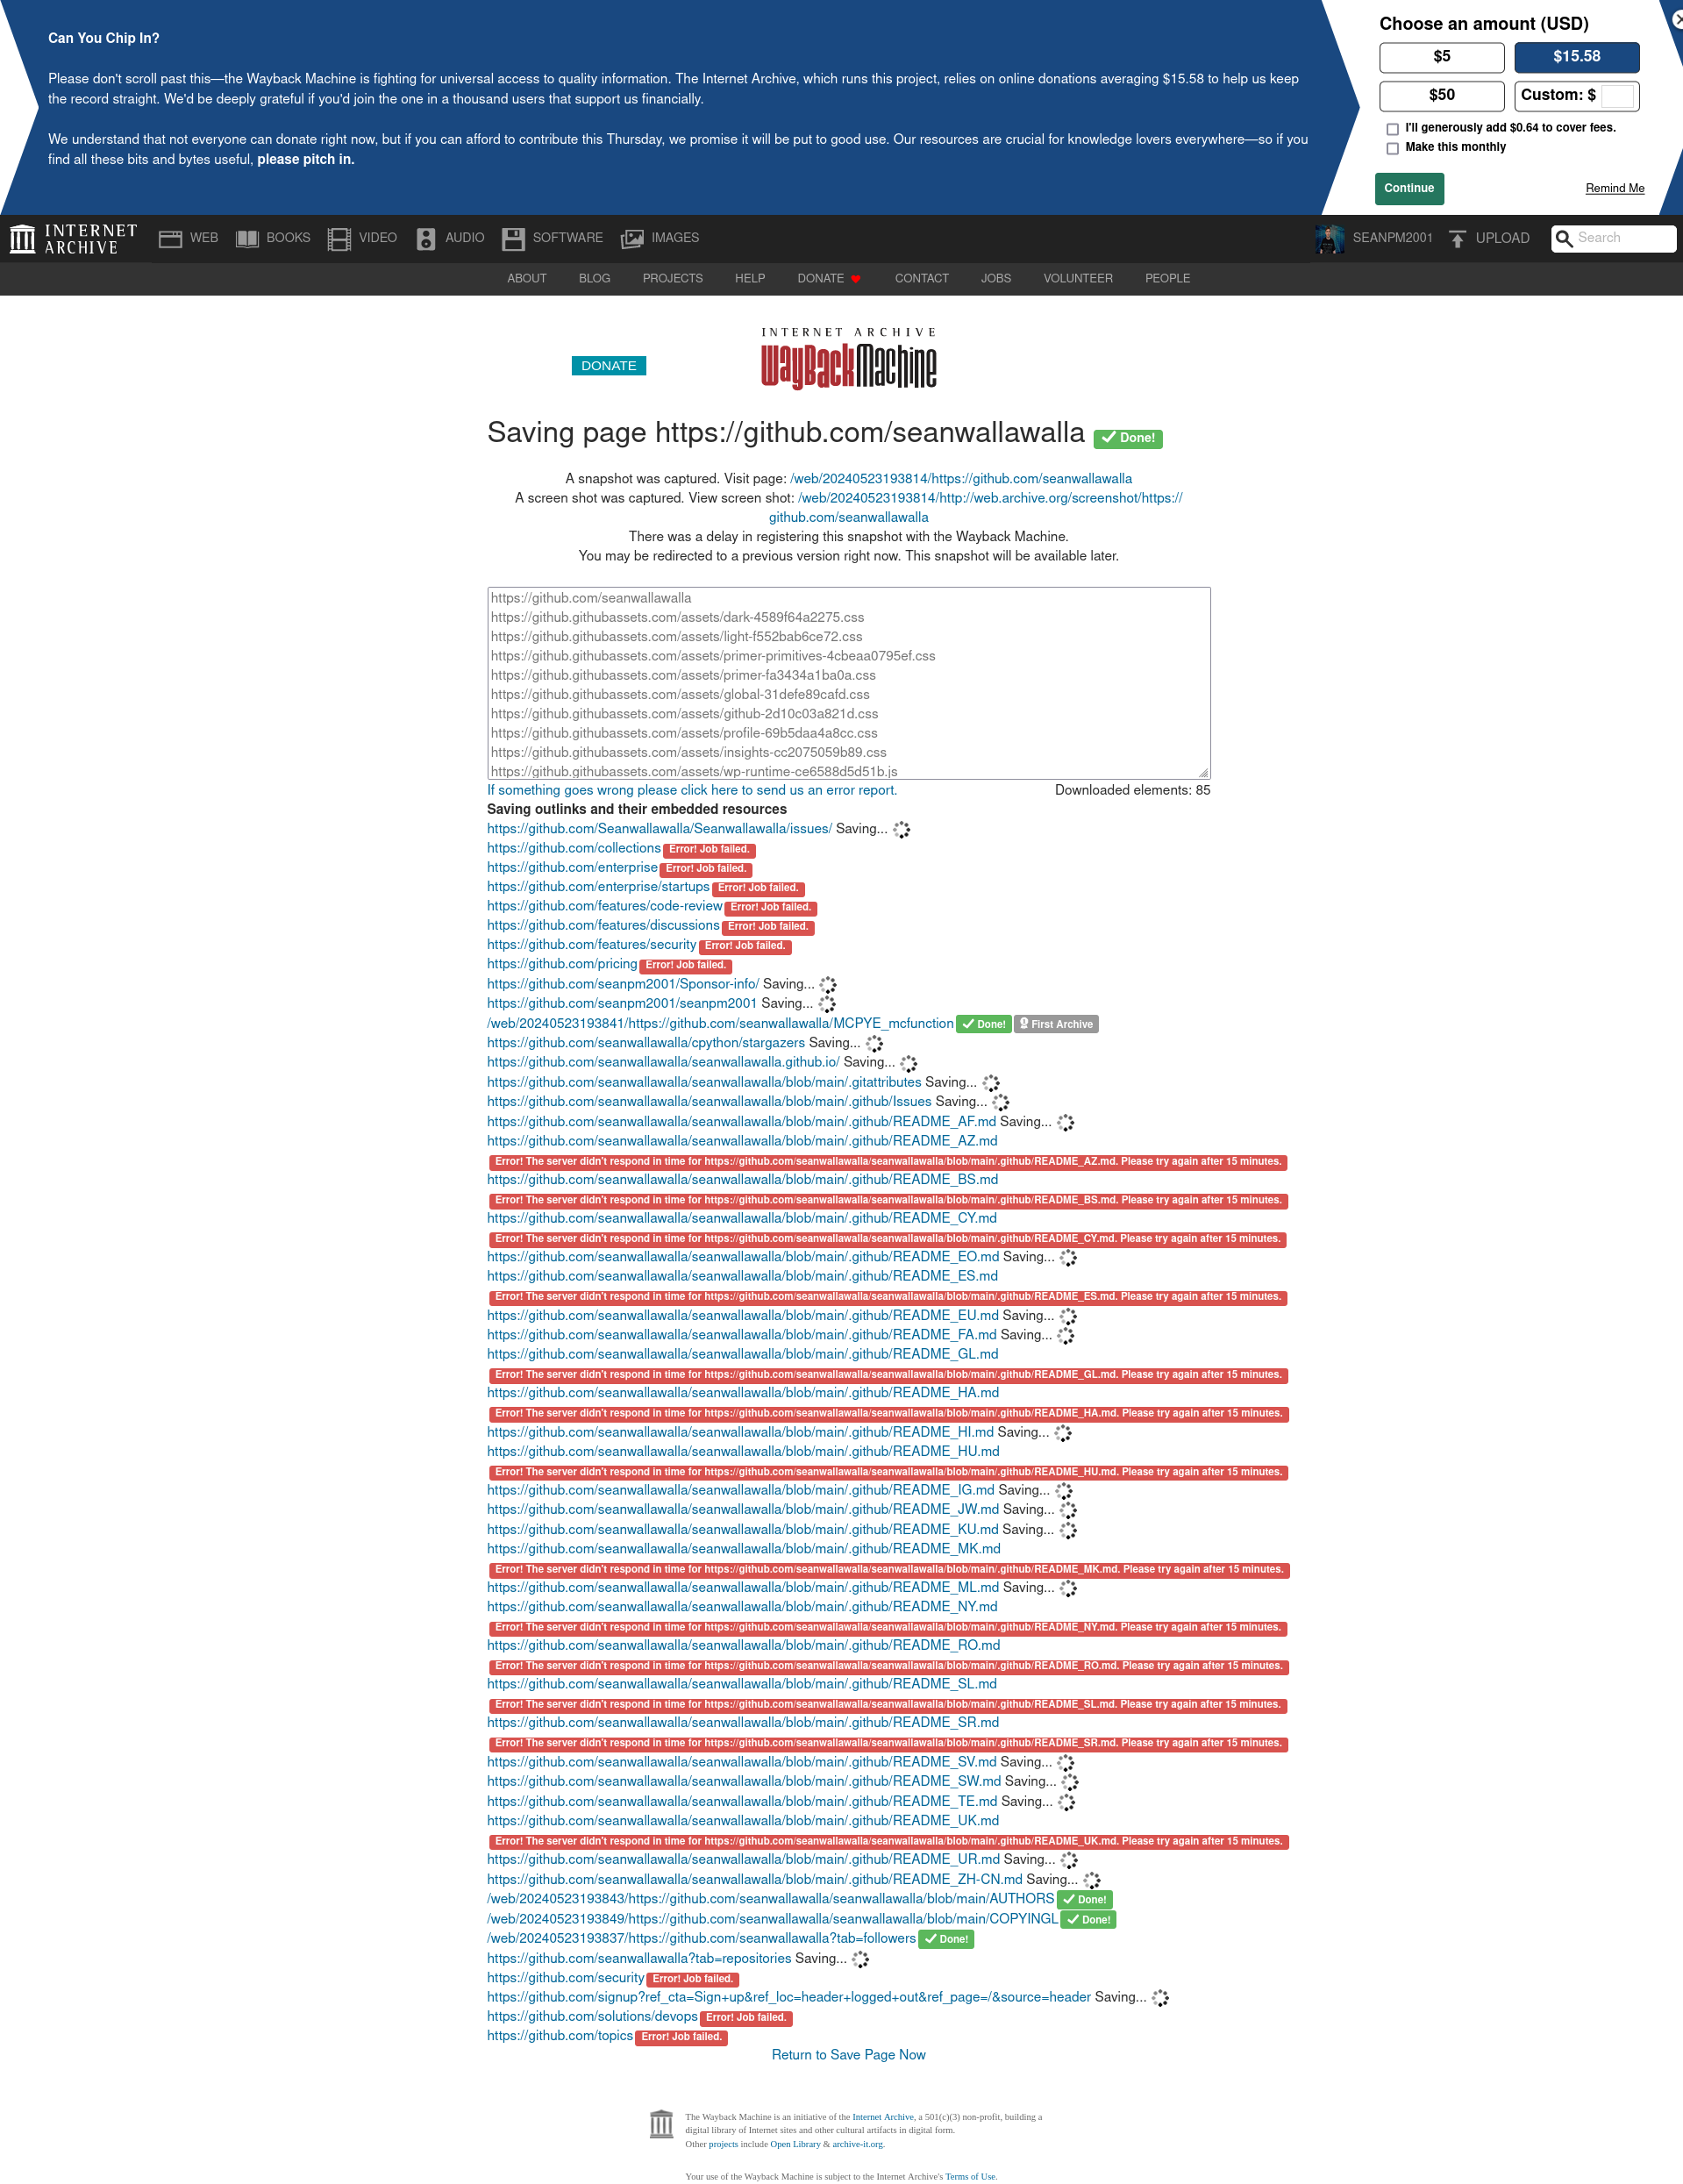 Can You Chip In?
Please don't scroll past this—the Wayback Machine is fighting for universal access to quality information. The Internet Archive, which runs this project, relies on online donations averaging $15.58 to help us keep
the record straight. We'd be deeply grateful if you'd join the one in a thousand users that support us financially.
We understand that not everyone can donate right now, but if you can afford to contribute this Thursday, we promise it will be put to good use. Our resources are crucial for knowledge lovers everywhere—so if you
find all these bits and bytes useful, please pitch in.
Choose an amount (USD)
$5 $15.58
$50 Custom: $
I'll generously add $0.64 to cover fees.
Make this monthly
Continue Remind Me
INTERNET ARCHIVE WEB BOOKS VIDEO AUDIO SOFTWARE IMAGES SEANPM2001 UPLOAD Search
ABOUT BLOG PROJECTS HELP DONATE CONTACT JOBS VOLUNTEER PEOPLE
DONATE
INTERNET ARCHIVE
WayBackMachine
Saving page https://github.com/seanwallawalla Done!
A snapshot was captured. Visit page: /web/20240523193814/https://github.com/seanwallawalla
A screen shot was captured. View screen shot: /web/20240523193814/http://web.archive.org/screenshot/https://
github.com/seanwallawalla
There was a delay in registering this snapshot with the Wayback Machine.
You may be redirected to a previous version right now. This snapshot will be available later.
https://github.com/seanwallawalla
https://github.githubassets.com/assets/dark-4589f64a2275.css
https://github.githubassets.com/assets/light-f552bab6ce72.css
https://github.githubassets.com/assets/primer-primitives-4cbeaa0795ef.css
https://github.githubassets.com/assets/primer-fa3434a1ba0a.css
https://github.githubassets.com/assets/global-31defe89cafd.css
https://github.githubassets.com/assets/github-2d10c03a821d.css
https://github.githubassets.com/assets/profile-69b5daa4a8cc.css
https://github.githubassets.com/assets/insights-cc2075059b89.css
https://github.githubassets.com/assets/wp-runtime-ce6588d5d51b.js
If something goes wrong please click here to send us an error report. Downloaded elements: 85
Saving outlinks and their embedded resources
https://github.com/Seanwallawalla/Seanwallawalla/issues/ Saving...
https://github.com/collections Error! Job failed.
https://github.com/enterprise Error! Job failed.
https://github.com/enterprise/startups Error! Job failed.
https://github.com/features/code-review Error! Job failed.
https://github.com/features/discussions Error! Job failed.
https://github.com/features/security Error! Job failed.
https://github.com/pricing Error! Job failed.
https://github.com/seanpm2001/Sponsor-info/ Saving...
https://github.com/seanpm2001/seanpm2001 Saving...
/web/20240523193841/https://github.com/seanwallawalla/MCPYE_mcfunction Done! First Archive
https://github.com/seanwallawalla/cpython/stargazers Saving...
https://github.com/seanwallawalla/seanwallawalla.github.io/ Saving...
https://github.com/seanwallawalla/seanwallawalla/blob/main/.gitattributes Saving...
https://github.com/seanwallawalla/seanwallawalla/blob/main/.github/Issues Saving...
https://github.com/seanwallawalla/seanwallawalla/blob/main/.github/README_AF.md Saving...
https://github.com/seanwallawalla/seanwallawalla/blob/main/.github/README_AZ.md
Error! The server didn't respond in time for https://github.com/seanwallawalla/seanwallawalla/blob/main/.github/README_AZ.md. Please try again after 15 minutes.
https://github.com/seanwallawalla/seanwallawalla/blob/main/.github/README_BS.md
Error! The server didn't respond in time for https://github.com/seanwallawalla/seanwallawalla/blob/main/.github/README_BS.md. Please try again after 15 minutes.
https://github.com/seanwallawalla/seanwallawalla/blob/main/.github/README_CY.md
Error! The server didn't respond in time for https://github.com/seanwallawalla/seanwallawalla/blob/main/.github/README_CY.md. Please try again after 15 minutes.
https://github.com/seanwallawalla/seanwallawalla/blob/main/.github/README_EO.md Saving...
https://github.com/seanwallawalla/seanwallawalla/blob/main/.github/README_ES.md
Error! The server didn't respond in time for https://github.com/seanwallawalla/seanwallawalla/blob/main/.github/README_ES.md. Please try again after 15 minutes.
https://github.com/seanwallawalla/seanwallawalla/blob/main/.github/README_EU.md Saving...
https://github.com/seanwallawalla/seanwallawalla/blob/main/.github/README_FA.md Saving...
https://github.com/seanwallawalla/seanwallawalla/blob/main/.github/README_GL.md
Error! The server didn't respond in time for https://github.com/seanwallawalla/seanwallawalla/blob/main/.github/README_GL.md. Please try again after 15 minutes.
https://github.com/seanwallawalla/seanwallawalla/blob/main/.github/README_HA.md
Error! The server didn't respond in time for https://github.com/seanwallawalla/seanwallawalla/blob/main/.github/README_HA.md. Please try again after 15 minutes.
https://github.com/seanwallawalla/seanwallawalla/blob/main/.github/README_HI.md Saving...
https://github.com/seanwallawalla/seanwallawalla/blob/main/.github/README_HU.md
Error! The server didn't respond in time for https://github.com/seanwallawalla/seanwallawalla/blob/main/.github/README_HU.md. Please try again after 15 minutes.
https://github.com/seanwallawalla/seanwallawalla/blob/main/.github/README_IG.md Saving...
https://github.com/seanwallawalla/seanwallawalla/blob/main/.github/README_JW.md Saving...
https://github.com/seanwallawalla/seanwallawalla/blob/main/.github/README_KU.md Saving...
https://github.com/seanwallawalla/seanwallawalla/blob/main/.github/README_MK.md
Error! The server didn't respond in time for https://github.com/seanwallawalla/seanwallawalla/blob/main/.github/README_MK.md. Please try again after 15 minutes.
https://github.com/seanwallawalla/seanwallawalla/blob/main/.github/README_ML.md Saving...
https://github.com/seanwallawalla/seanwallawalla/blob/main/.github/README_NY.md
Error! The server didn't respond in time for https://github.com/seanwallawalla/seanwallawalla/blob/main/.github/README_NY.md. Please try again after 15 minutes.
https://github.com/seanwallawalla/seanwallawalla/blob/main/.github/README_RO.md
Error! The server didn't respond in time for https://github.com/seanwallawalla/seanwallawalla/blob/main/.github/README_RO.md. Please try again after 15 minutes.
https://github.com/seanwallawalla/seanwallawalla/blob/main/.github/README_SL.md
Error! The server didn't respond in time for https://github.com/seanwallawalla/seanwallawalla/blob/main/.github/README_SL.md. Please try again after 15 minutes.
https://github.com/seanwallawalla/seanwallawalla/blob/main/.github/README_SR.md
Error! The server didn't respond in time for https://github.com/seanwallawalla/seanwallawalla/blob/main/.github/README_SR.md. Please try again after 15 minutes.
https://github.com/seanwallawalla/seanwallawalla/blob/main/.github/README_SV.md Saving...
https://github.com/seanwallawalla/seanwallawalla/blob/main/.github/README_SW.md Saving...
https://github.com/seanwallawalla/seanwallawalla/blob/main/.github/README_TE.md Saving...
https://github.com/seanwallawalla/seanwallawalla/blob/main/.github/README_UK.md
Error! The server didn't respond in time for https://github.com/seanwallawalla/seanwallawalla/blob/main/.github/README_UK.md. Please try again after 15 minutes.
https://github.com/seanwallawalla/seanwallawalla/blob/main/.github/README_UR.md Saving...
https://github.com/seanwallawalla/seanwallawalla/blob/main/.github/README_ZH-CN.md Saving...
/web/20240523193843/https://github.com/seanwallawalla/seanwallawalla/blob/main/AUTHORS Done!
/web/20240523193849/https://github.com/seanwallawalla/seanwallawalla/blob/main/COPYINGL Done!
/web/20240523193837/https://github.com/seanwallawalla?tab=followers Done!
https://github.com/seanwallawalla?tab=repositories Saving...
https://github.com/security Error! Job failed.
https://github.com/signup?ref_cta=Sign+up&ref_loc=header+logged+out&ref_page=/&source=header Saving...
https://github.com/solutions/devops Error! Job failed.
https://github.com/topics Error! Job failed.
Return to Save Page Now
The Wayback Machine is an initiative of the Internet Archive, a 501(c)(3) non-profit, building a
digital library of Internet sites and other cultural artifacts in digital form.
Other projects include Open Library & archive-it.org.
Your use of the Wayback Machine is subject to the Internet Archive's Terms of Use.